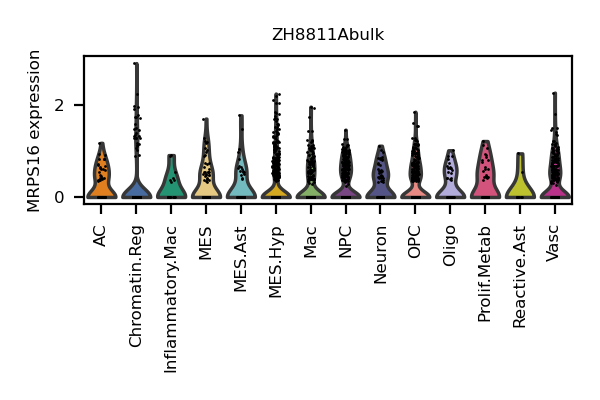 ZH8811Abulk
MRPS16 expression
2
0
AC
Chromatin.Reg
Inflammatory.Mac
MES
MES.Ast
MES.Hyp
Mac
NPC
Neuron
OPC
Oligo
Prolif.Metab
Reactive.Ast
Vasc